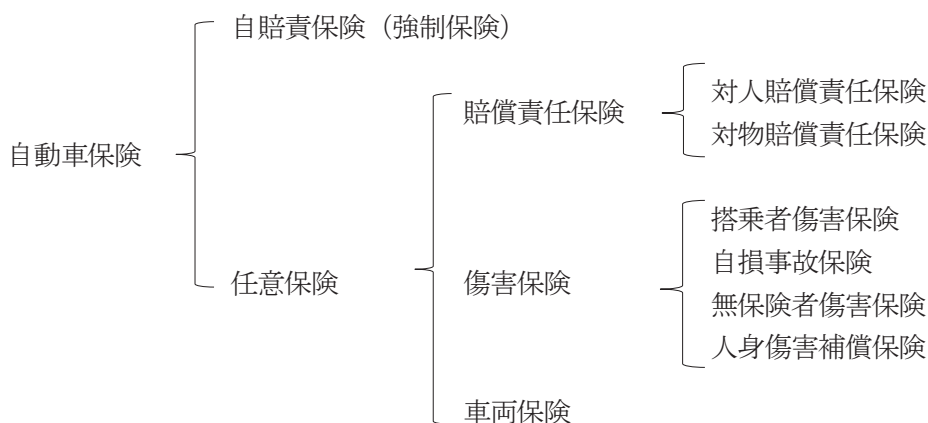 自動車保険
自賠責保険（強制保険）
任意保険
賠償責任保険
対人賠償責任保険
対物賠償責任保険
傷害保険
搭乗者傷害保険
自損事故保険
無保険者傷害保険
人身傷害補償保険
車両保険